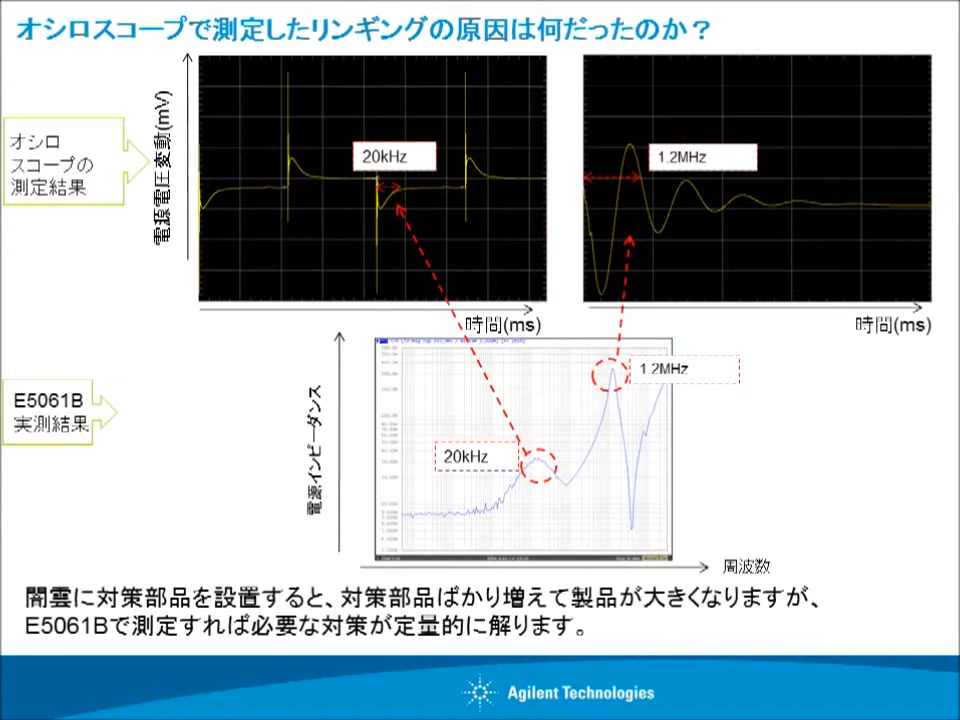 オシロスコープで測定したリンギングの原因は何だったのか？
電源電圧変動(mV)
オシロ
スコープの
測定結果
20kHz
1.2MHz
時間(ms)
時間(ms)
E5061B
実測結果
電源インピーダンス
1.2MHz
20kHz
周波数
闇雲に対策部品を設置すると、対策部品ばかり増えて製品が大きくなりますが、
E5061Bで測定すれば必要な対策が定量的に解ります。
Agilent Technologies